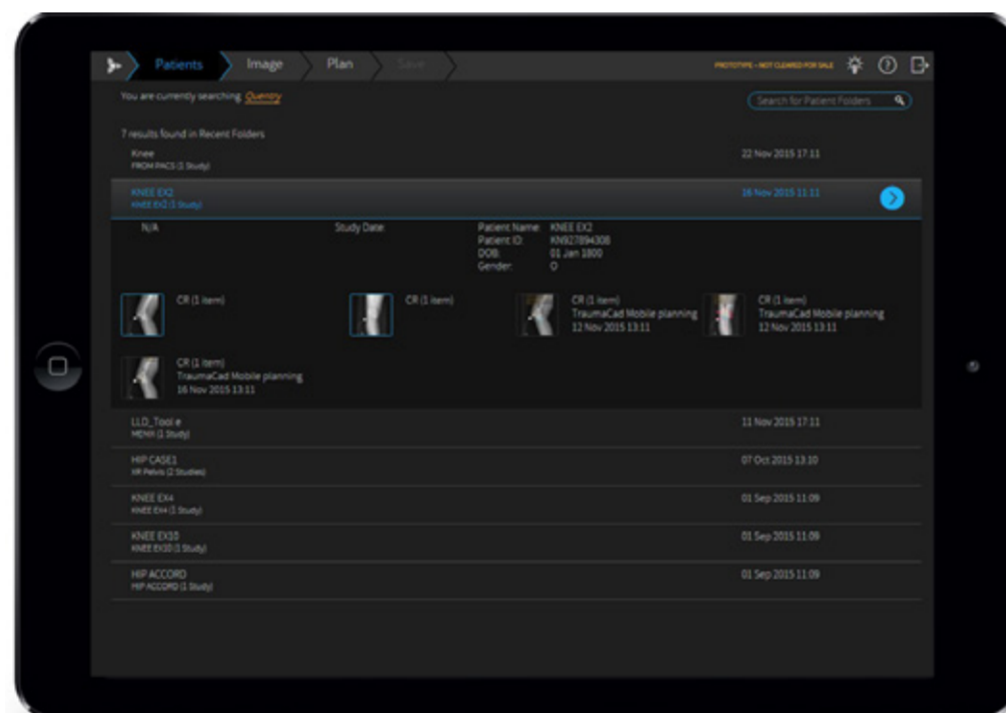 Patients Image Plan Save PROTOTYPE - NOT CLEARED FOR SALE ?
You are currently searching: Quentry Search for Patient Folders
7 results found in Recent Folders
Knee 22 Nov 2015 17:11
FROM PACS (1 Study)
KNEE EX2 16 Nov 2015 11:11
KNEE EX2 (1 Study)
N/A Study Date: Patient Name: KNEE EX2
Patient ID: KN927894308
DOB: 01 Jan 1800
Gender: O
CR (1 item) CR (1 item) CR (1 item) CR (1 item)
TraumaCad Mobile planning TraumaCad Mobile planning
12 Nov 2015 13:11 12 Nov 2015 13:11
CR (1 item)
TraumaCad Mobile planning
16 Nov 2015 13:11
LLD_Tool e 11 Nov 2015 17:11
(1 Study)
HIP CASE1 07 Oct 2015 13:10
XR Pelvis (2 Studies)
KNEE EX4 01 Sep 2015 11:09
KNEE EX4 (1 Study)
KNEE EX10 01 Sep 2015 11:09
KNEE EX10 (1 Study)
HIP ACCORD 01 Sep 2015 11:09
HIP ACCORD (1 Study)